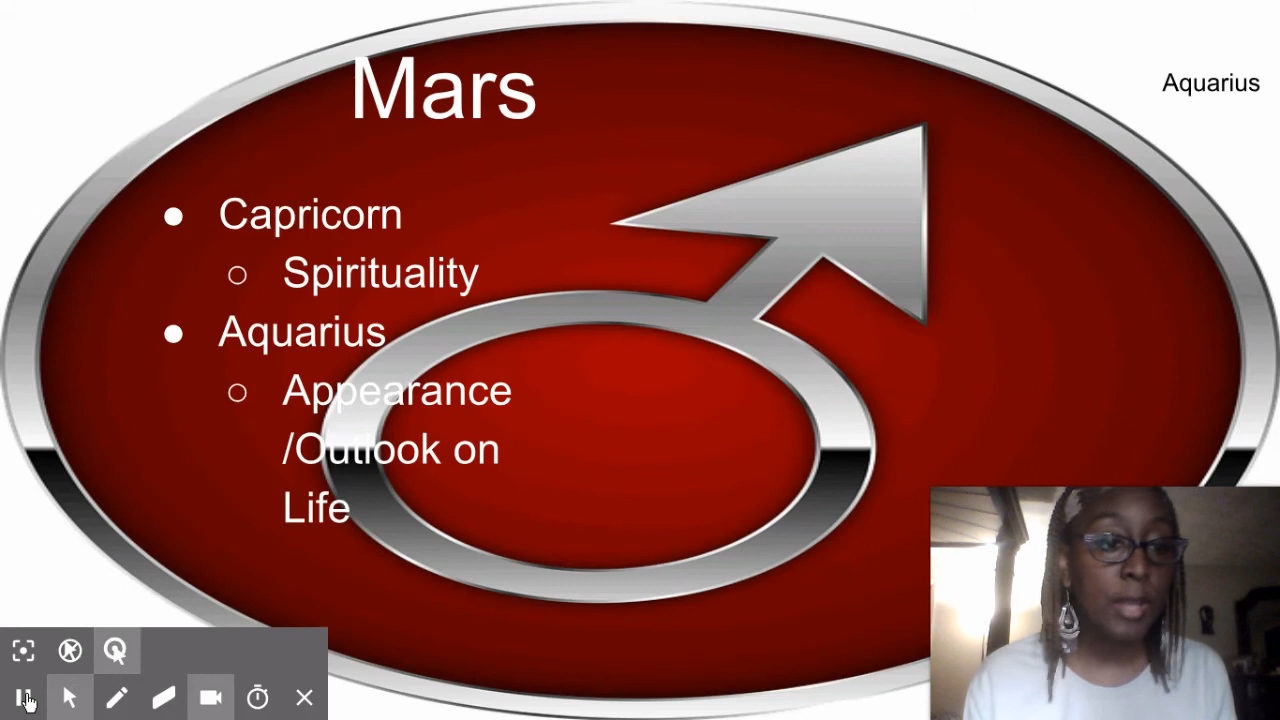 Mars
Aquarius
● Capricorn
○ Spirituality
● Aquarius
○ Appearance
/Outlook on
Life